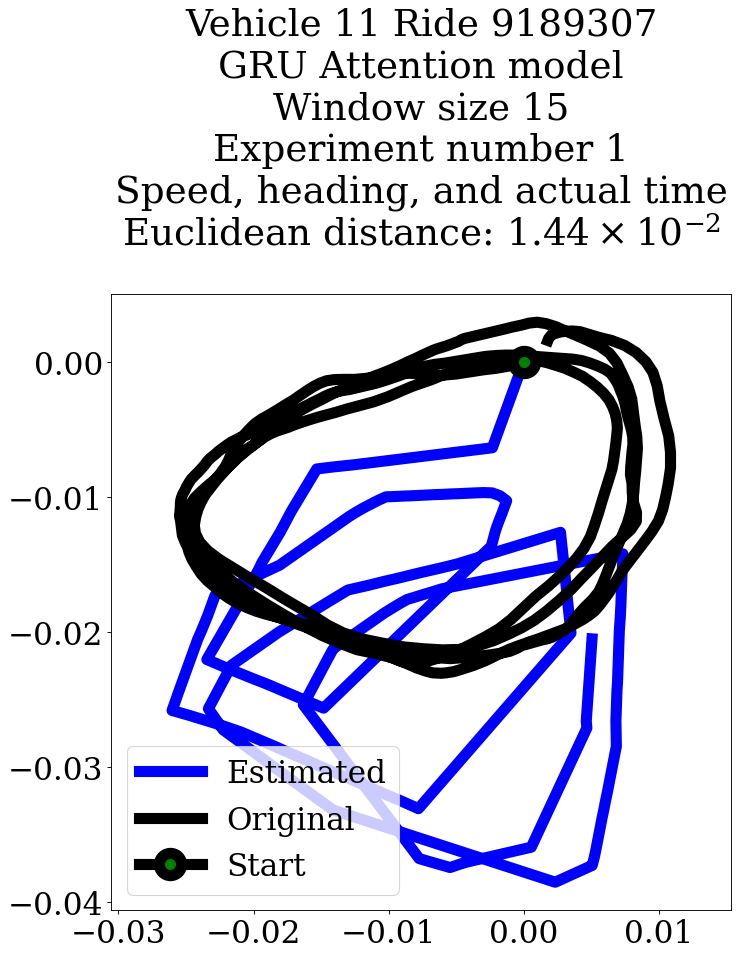 Vehicle 11 Ride 9189307
GRU Attention model
Window size 15
Experiment number 1
Speed, heading, and actual time
Euclidean distance: 1.44 × 10⁻²
0.00
−0.01
−0.02
−0.03
−0.04
Estimated
Original
Start
−0.03 −0.02 −0.01 0.00 0.01